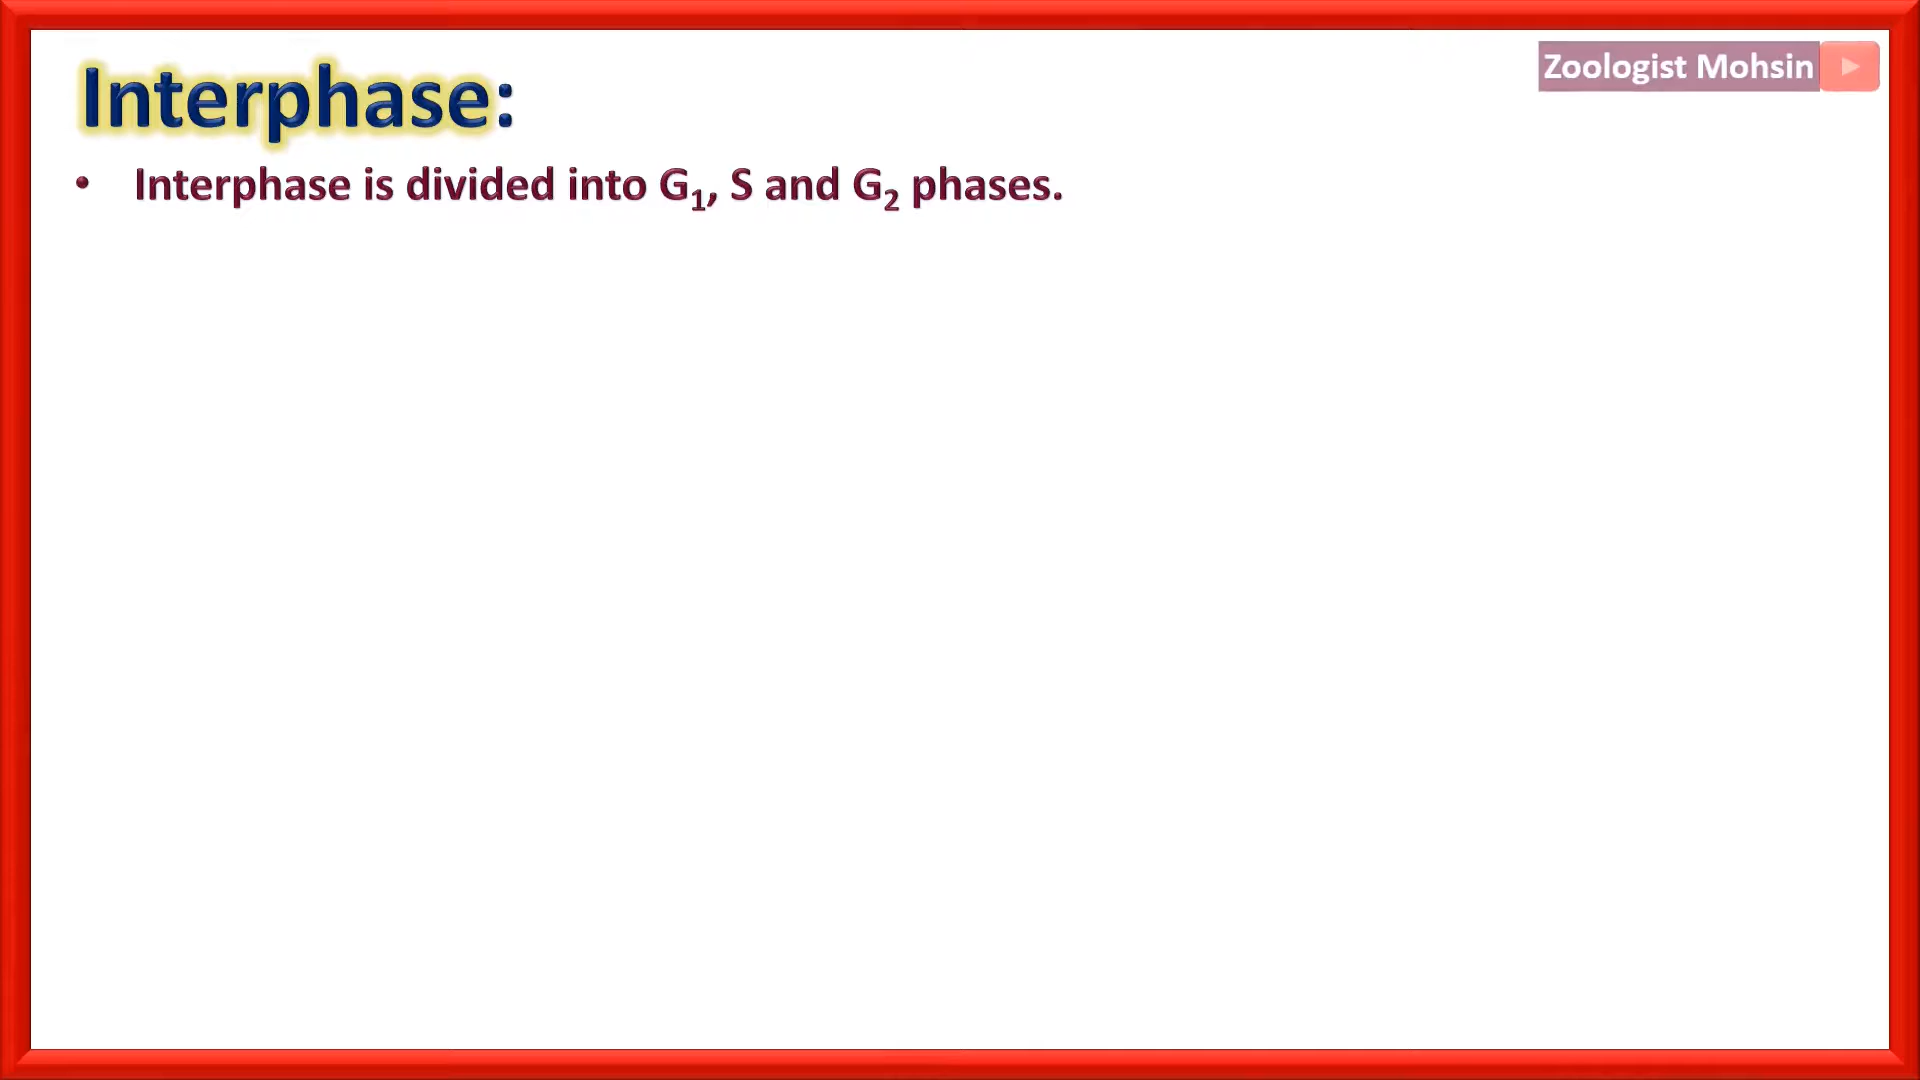 Interphase:
Zoologist Mohsin
• Interphase is divided into G₁, S and G₂ phases.